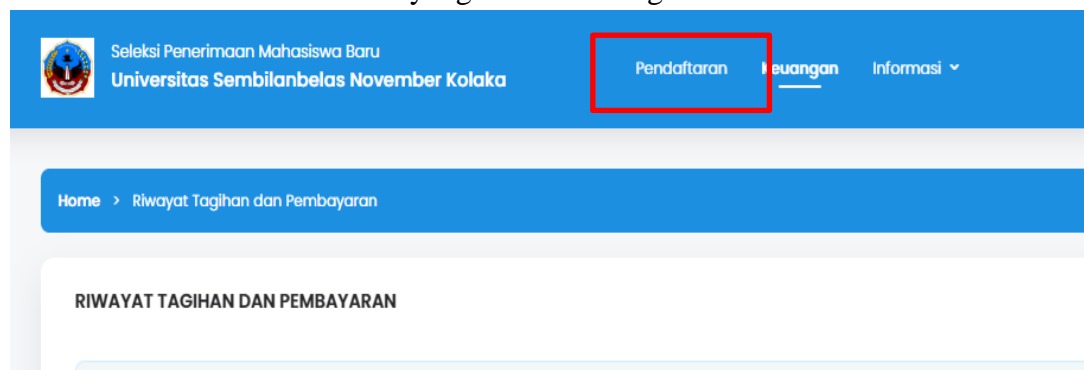 Seleksi Penerimaan Mahasiswa Baru
Universitas Sembilanbelas November Kolaka
Pendaftaran Keuangan Informasi
Home > Riwayat Tagihan dan Pembayaran
RIWAYAT TAGIHAN DAN PEMBAYARAN